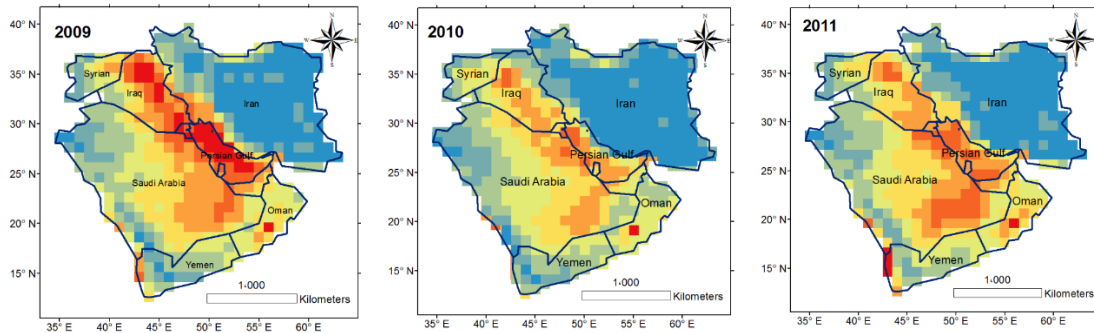 2009
40° N
35° N
30° N
25° N
20° N
15° N
Syrian
Iraq
Iran
Persian Gulf
Saudi Arabia
Oman
Yemen
1-000
Kilometers
35° E 40° E 45° E 50° E 55° E 60° E
2010
40° N
35° N
30° N
25° N
20° N
15° N
Syrian
Iraq
Iran
Persian Gulf
Saudi Arabia
Oman
Yemen
1-000
Kilometers
35° E 40° E 45° E 50° E 55° E 60° E
2011
40° N
35° N
30° N
25° N
20° N
15° N
Syrian
Iraq
Iran
Persian Gulf
Saudi Arabia
Oman
Yemen
1-000
Kilometers
35° E 40° E 45° E 50° E 55° E 60° E